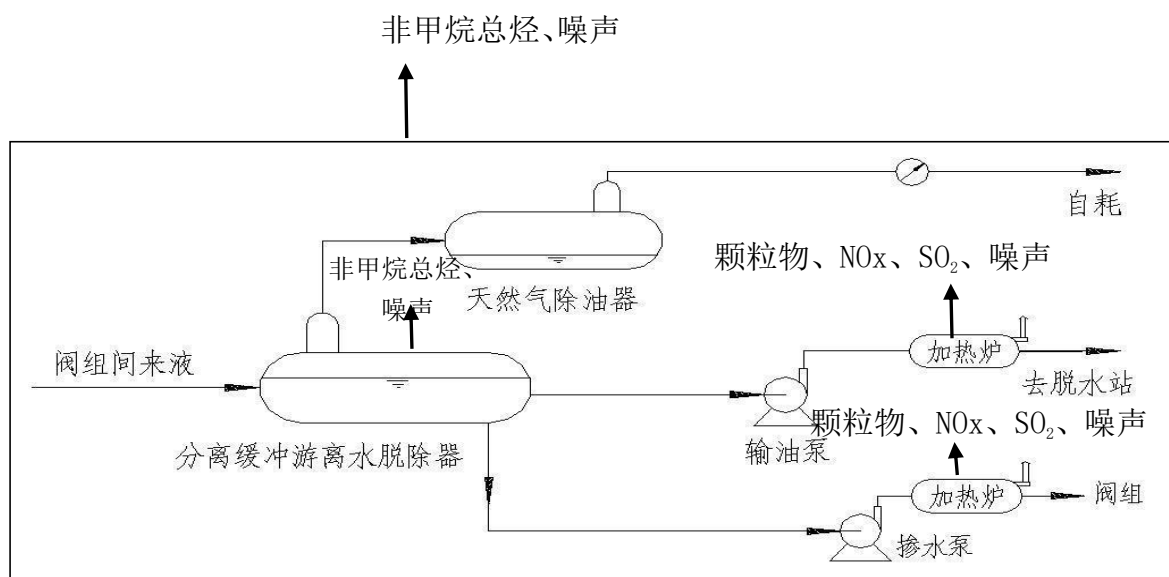 非甲烷总烃、噪声
自耗
颗粒物、NOx、SO₂、噪声
非甲烷总烃、
噪声
天然气除油器
加热炉
阀组间来液
去脱水站
颗粒物、NOx、SO₂、噪声
输油泵
分离缓冲游离水脱除器
加热炉
阀组
掺水泵